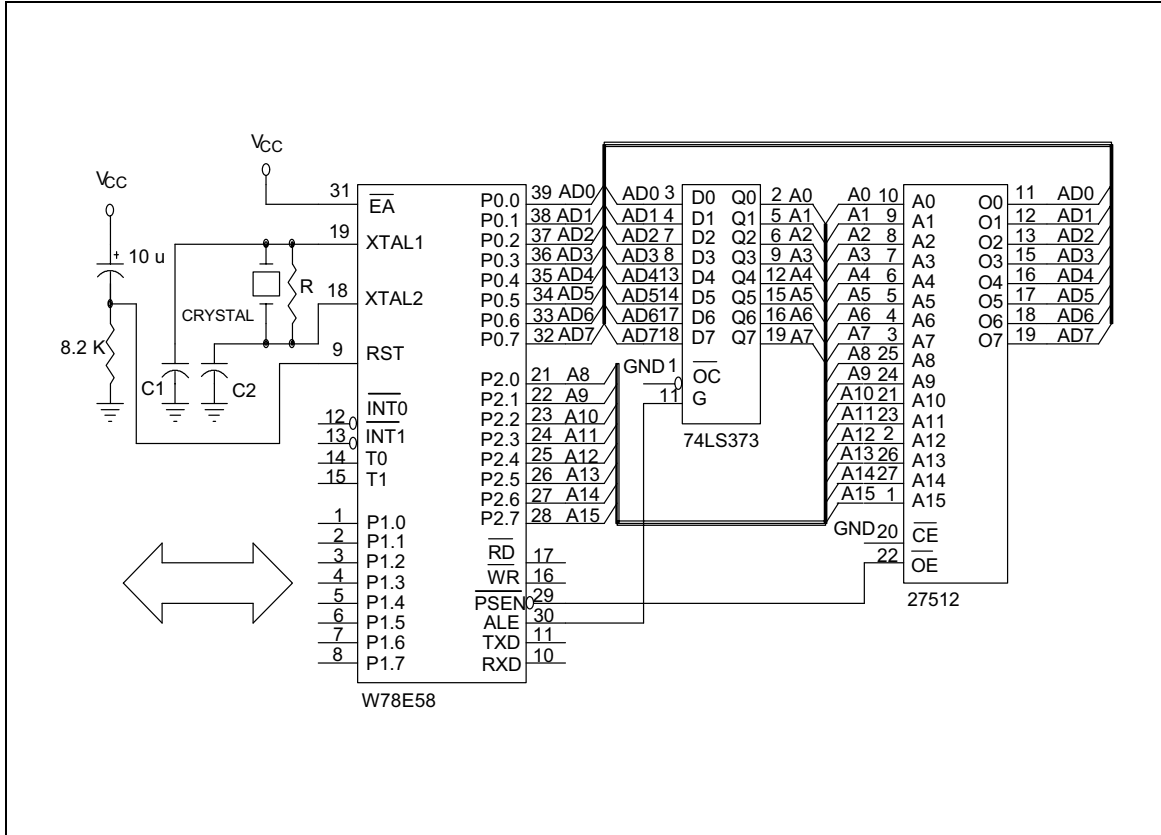 VCC
VCC
10 u
8.2 K
C1
C2
CRYSTAL
R
31 EA
19 XTAL1
18 XTAL2
9 RST
12 INT0
13 INT1
14 T0
15 T1
1 P1.0
2 P1.1
3 P1.2
4 P1.3
5 P1.4
6 P1.5
7 P1.6
8 P1.7
P0.0 39 AD0
P0.1 38 AD1
P0.2 37 AD2
P0.3 36 AD3
P0.4 35 AD4
P0.5 34 AD5
P0.6 33 AD6
P0.7 32 AD7
P2.0 21 A8
P2.1 22 A9
P2.2 23 A10
P2.3 24 A11
P2.4 25 A12
P2.5 26 A13
P2.6 27 A14
P2.7 28 A15
RD 17
WR 16
PSEN 29
ALE 30
TXD 11
RXD 10
W78E58
AD0 3 D0 Q0 2 A0
AD1 4 D1 Q1 5 A1
AD2 7 D2 Q2 6 A2
AD3 8 D3 Q3 9 A3
AD4 13 D4 Q4 12 A4
AD5 14 D5 Q5 15 A5
AD6 17 D6 Q6 16 A6
AD7 18 D7 Q7 19 A7
GND 1 OC
11 G
74LS373
A0 10 A0
A1 9 A1
A2 8 A2
A3 7 A3
A4 6 A4
A5 5 A5
A6 4 A6
A7 3 A7
A8 25 A8
A9 24 A9
A10 21 A10
A11 23 A11
A12 2 A12
A13 26 A13
A14 27 A14
A15 1 A15
GND 20 CE
22 OE
O0 11 AD0
O1 12 AD1
O2 13 AD2
O3 15 AD3
O4 16 AD4
O5 17 AD5
O6 18 AD6
O7 19 AD7
27512